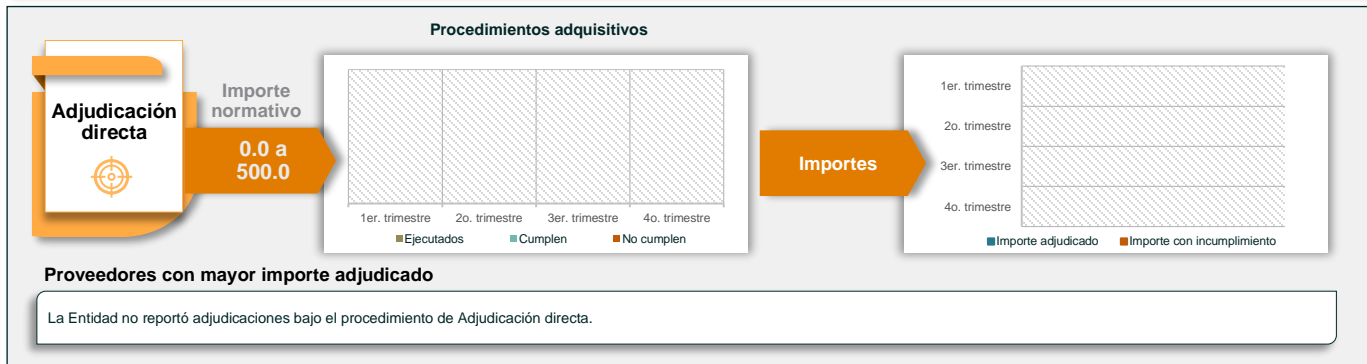 Procedimientos adquisitivos
Adjudicación
directa
Importe
normativo
0.0 a
500.0
1er. trimestre 2o. trimestre 3er. trimestre 4o. trimestre
Ejecutados Cumplen No cumplen
Importes
1er. trimestre
2o. trimestre
3er. trimestre
4o. trimestre
Importe adjudicado Importe con incumplimiento
Proveedores con mayor importe adjudicado
La Entidad no reportó adjudicaciones bajo el procedimiento de Adjudicación directa.